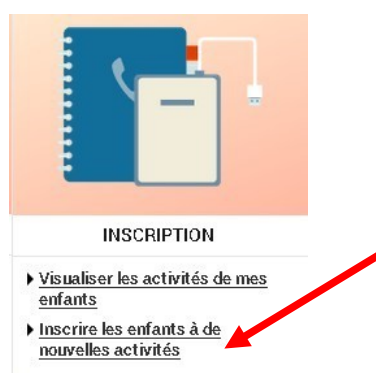 INSCRIPTION
Visualiser les activités de mes
enfants
Inscrire les enfants à de
nouvelles activités